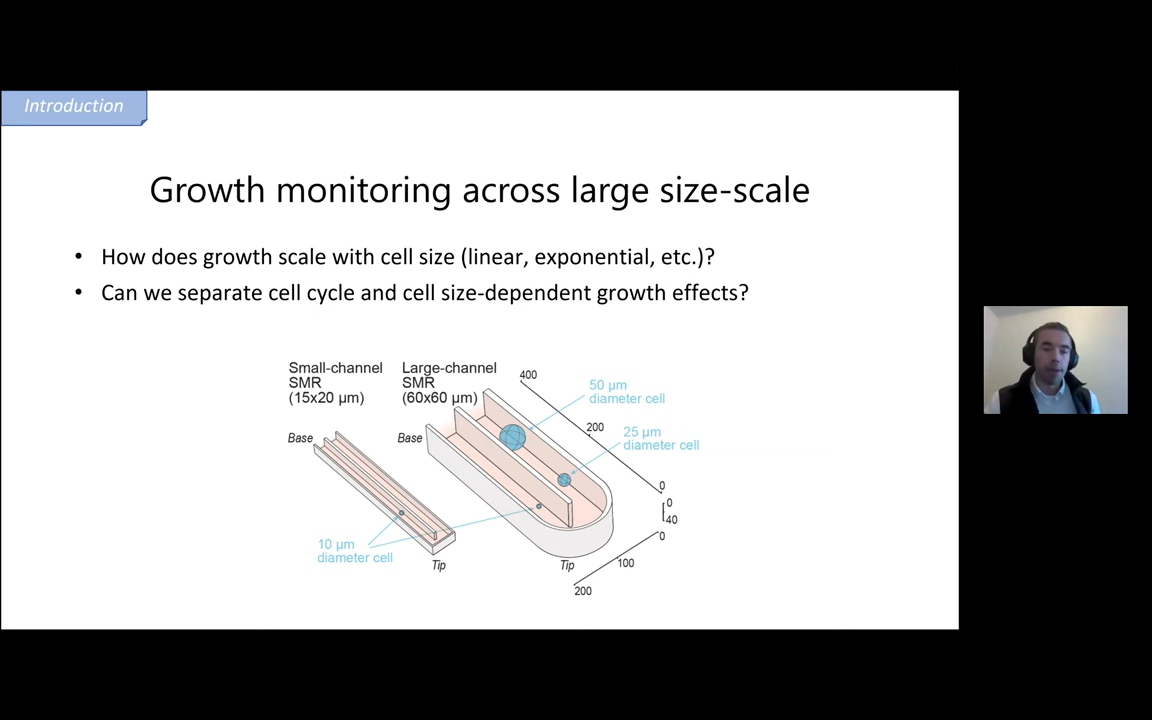 Introduction
Growth monitoring across large size-scale
• How does growth scale with cell size (linear, exponential, etc.)?
• Can we separate cell cycle and cell size-dependent growth effects?
Small-channel
SMR
(15x20 µm)
Large-channel
SMR
(60x60 µm)
400
50 µm
diameter cell
200
25 µm
diameter cell
Base
Base
0
0
40
0
10 µm
diameter cell
Tip
Tip
100
200